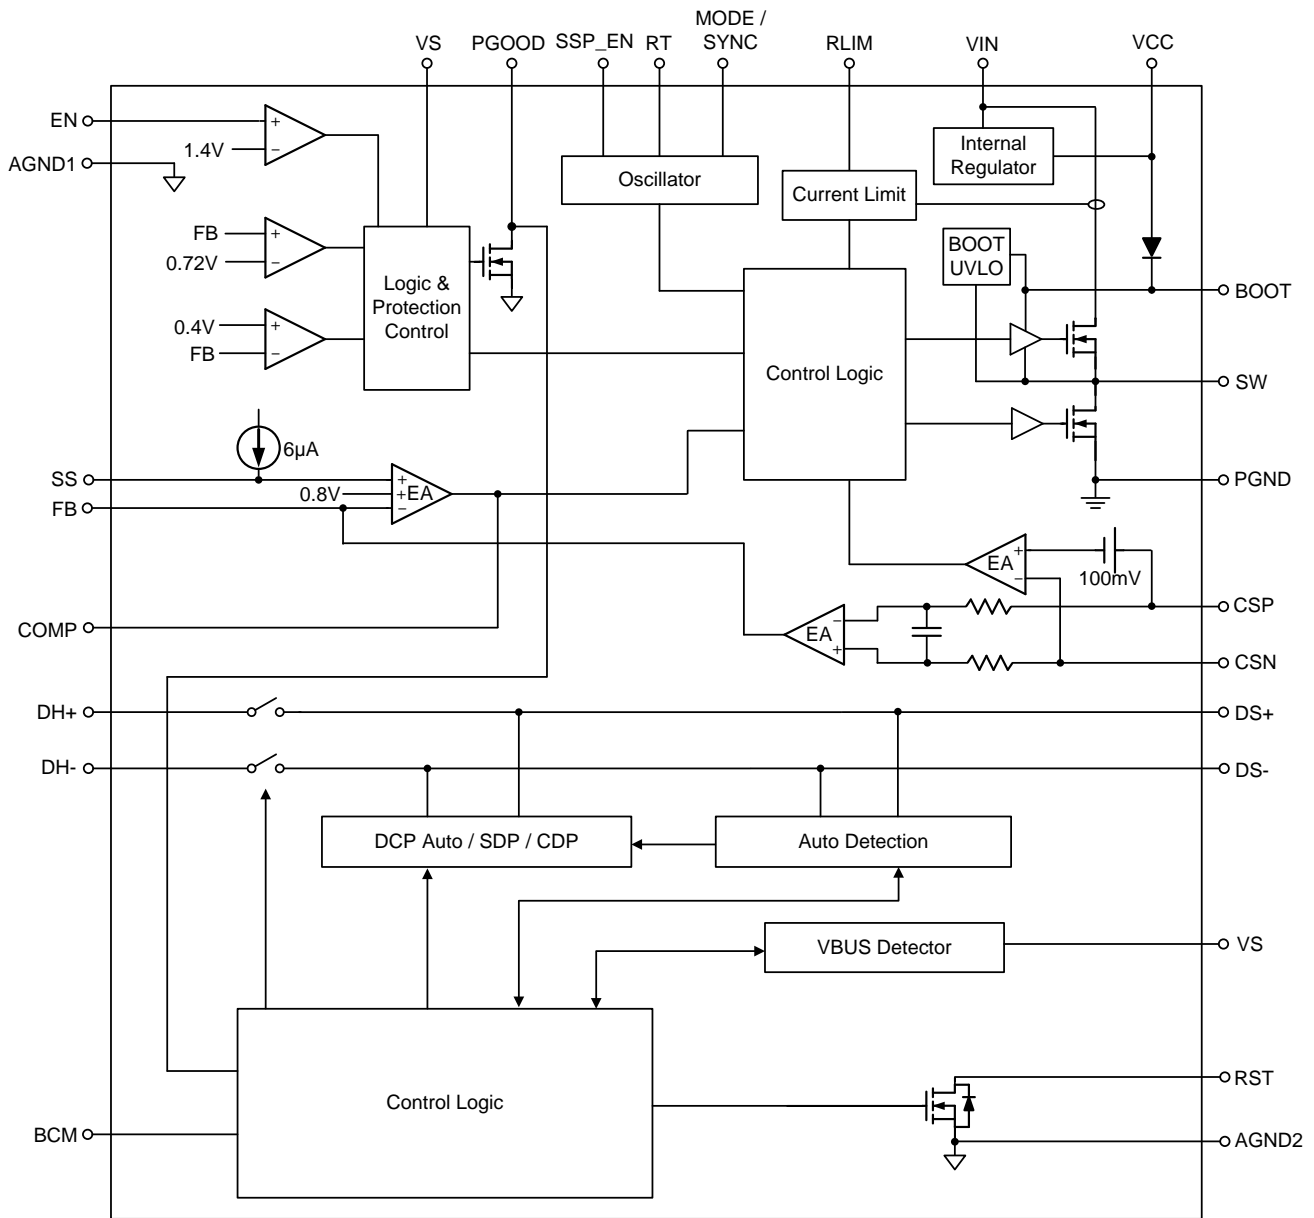 MODE /
SYNC
VS
PGOOD
SSP_EN
RT
RLIM
VIN
VCC
EN
+
1.4V
−
AGND1
Internal
Regulator
Oscillator
Current Limit
FB
+
0.72V
−
BOOT
UVLO
Logic &
Protection
Control
BOOT
0.4V
+
FB
−
Control Logic
SW
6µA
SS
+
0.8V
+
EA
FB
−
PGND
EA
+
−
100mV
CSP
COMP
EA
−
+
CSN
DH+
DS+
DH-
DS-
DCP Auto / SDP / CDP
Auto Detection
VBUS Detector
VS
Control Logic
RST
BCM
AGND2